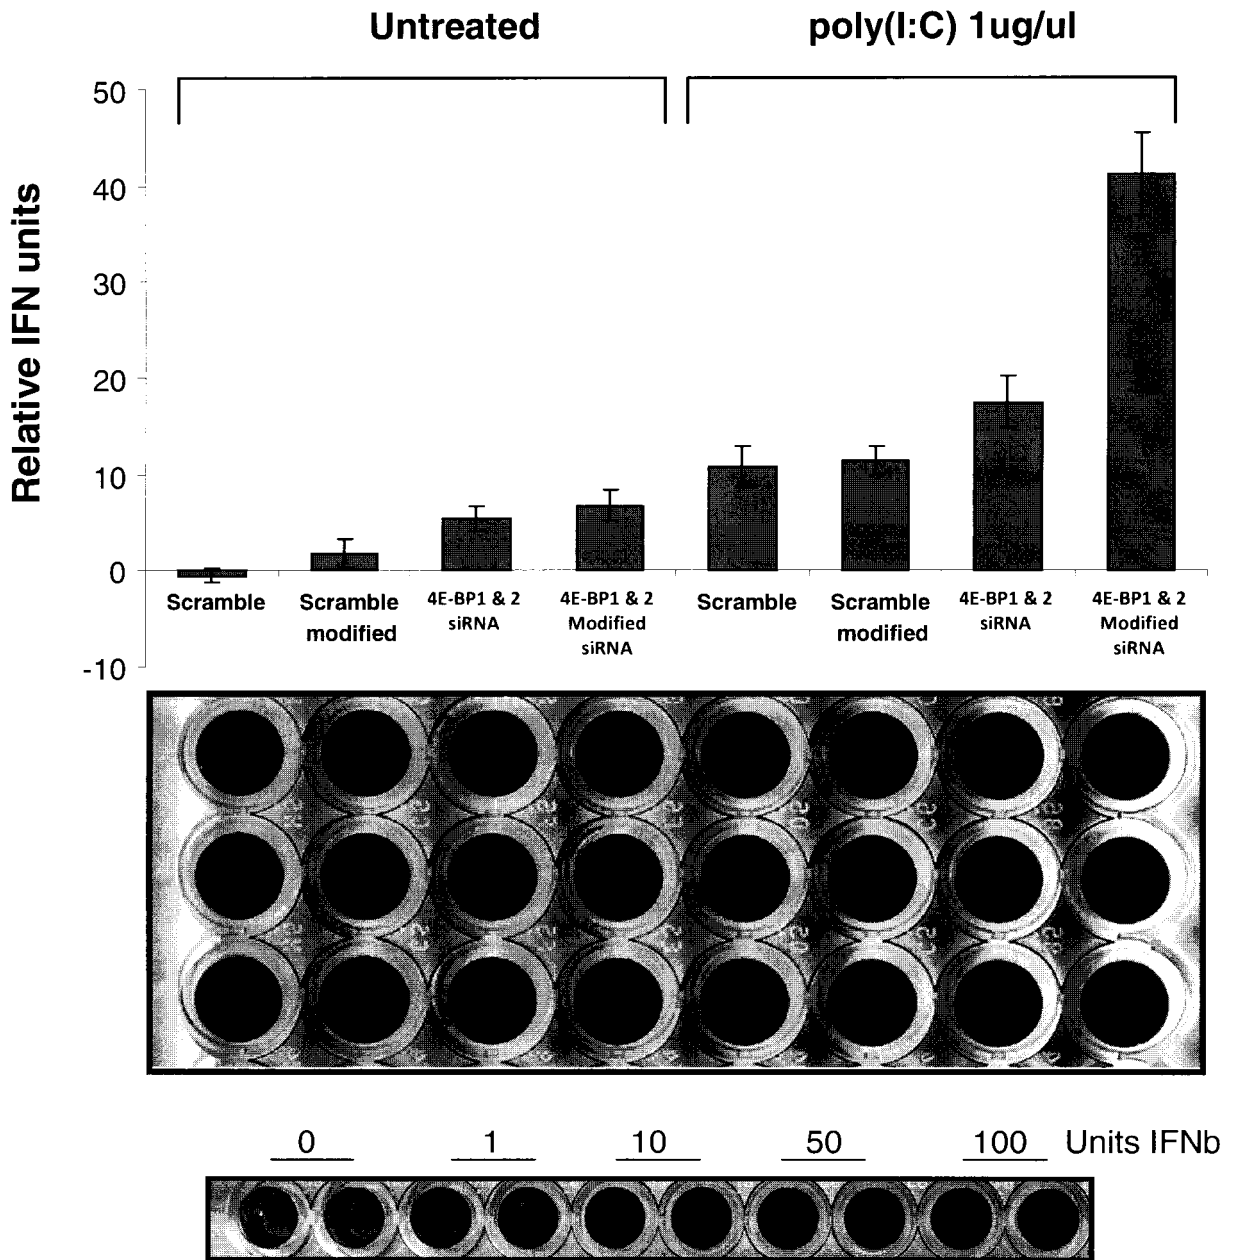 Untreated
poly(I:C) 1ug/ul
Relative IFN units
50
40
30
20
10
0
-10
Scramble
Scramble
modified
4E-BP1 & 2
siRNA
4E-BP1 & 2
Modified
siRNA
Scramble
Scramble
modified
4E-BP1 & 2
siRNA
4E-BP1 & 2
Modified
siRNA
0 1 10 50 100 Units IFNb